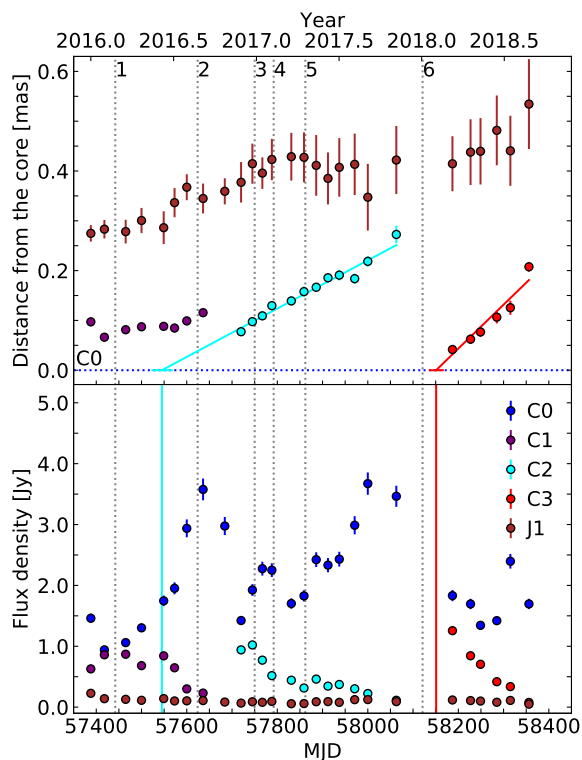 Year
2016.0 2016.5 2017.0 2017.5 2018.0 2018.5
1 2 3 4 5 6
Distance from the core [mas]
0.6
0.4
0.2
0.0
C0
Flux density [Jy]
5.0
4.0
3.0
2.0
1.0
0.0
C0
C1
C2
C3
J1
57400 57600 57800 58000 58200 58400
MJD